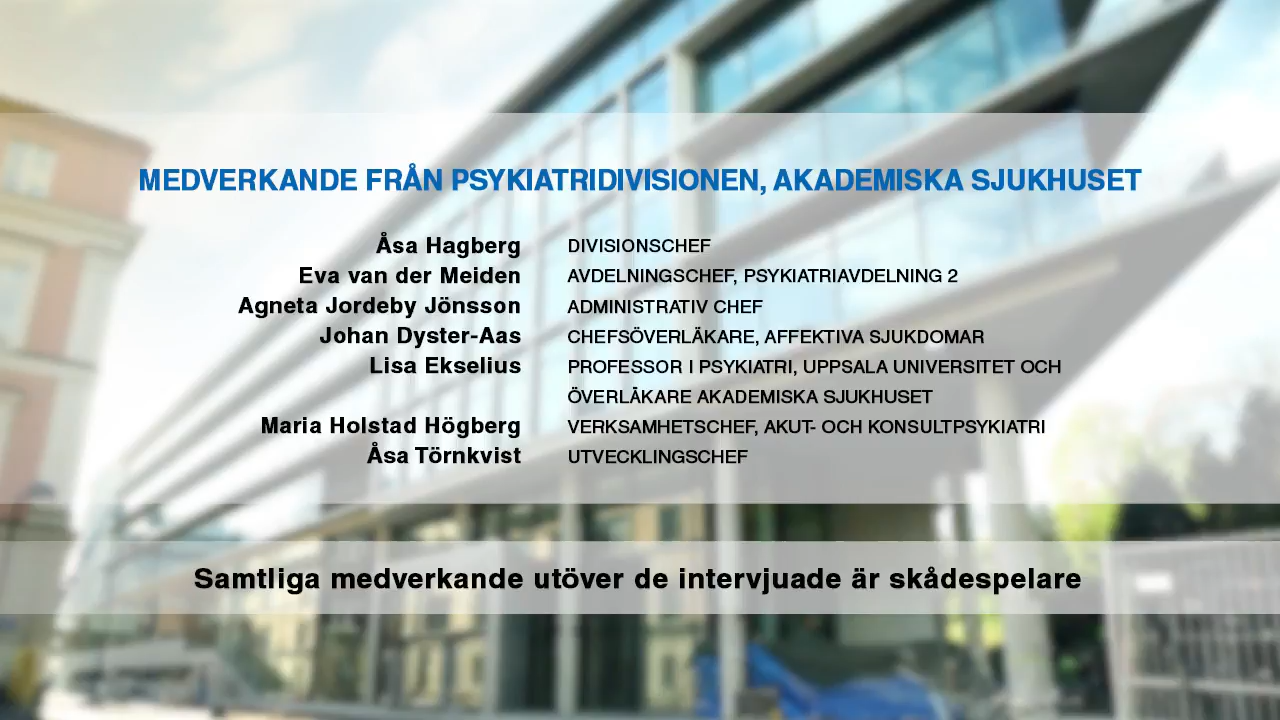 MEDVERKANDE FRÅN PSYKIATRIDIVISIONEN, AKADEMISKA SJUKHUSET
Åsa Hagberg DIVISIONSCHEF
Eva van der Meiden AVDELNINGSCHEF, PSYKIATRIAVDELNING 2
Agneta Jordeby Jönsson ADMINISTRATIV CHEF
Johan Dyster-Aas CHEFSÖVERLÄKARE, AFFEKTIVA SJUKDOMAR
Lisa Ekselius PROFESSOR I PSYKIATRI, UPPSALA UNIVERSITET OCH
ÖVERLÄKARE AKADEMISKA SJUKHUSET
Maria Holstad Högberg VERKSAMHETSCHEF, AKUT- OCH KONSULTPSYKIATRI
Åsa Törnkvist UTVECKLINGSCHEF
Samtliga medverkande utöver de intervjuade är skådespelare